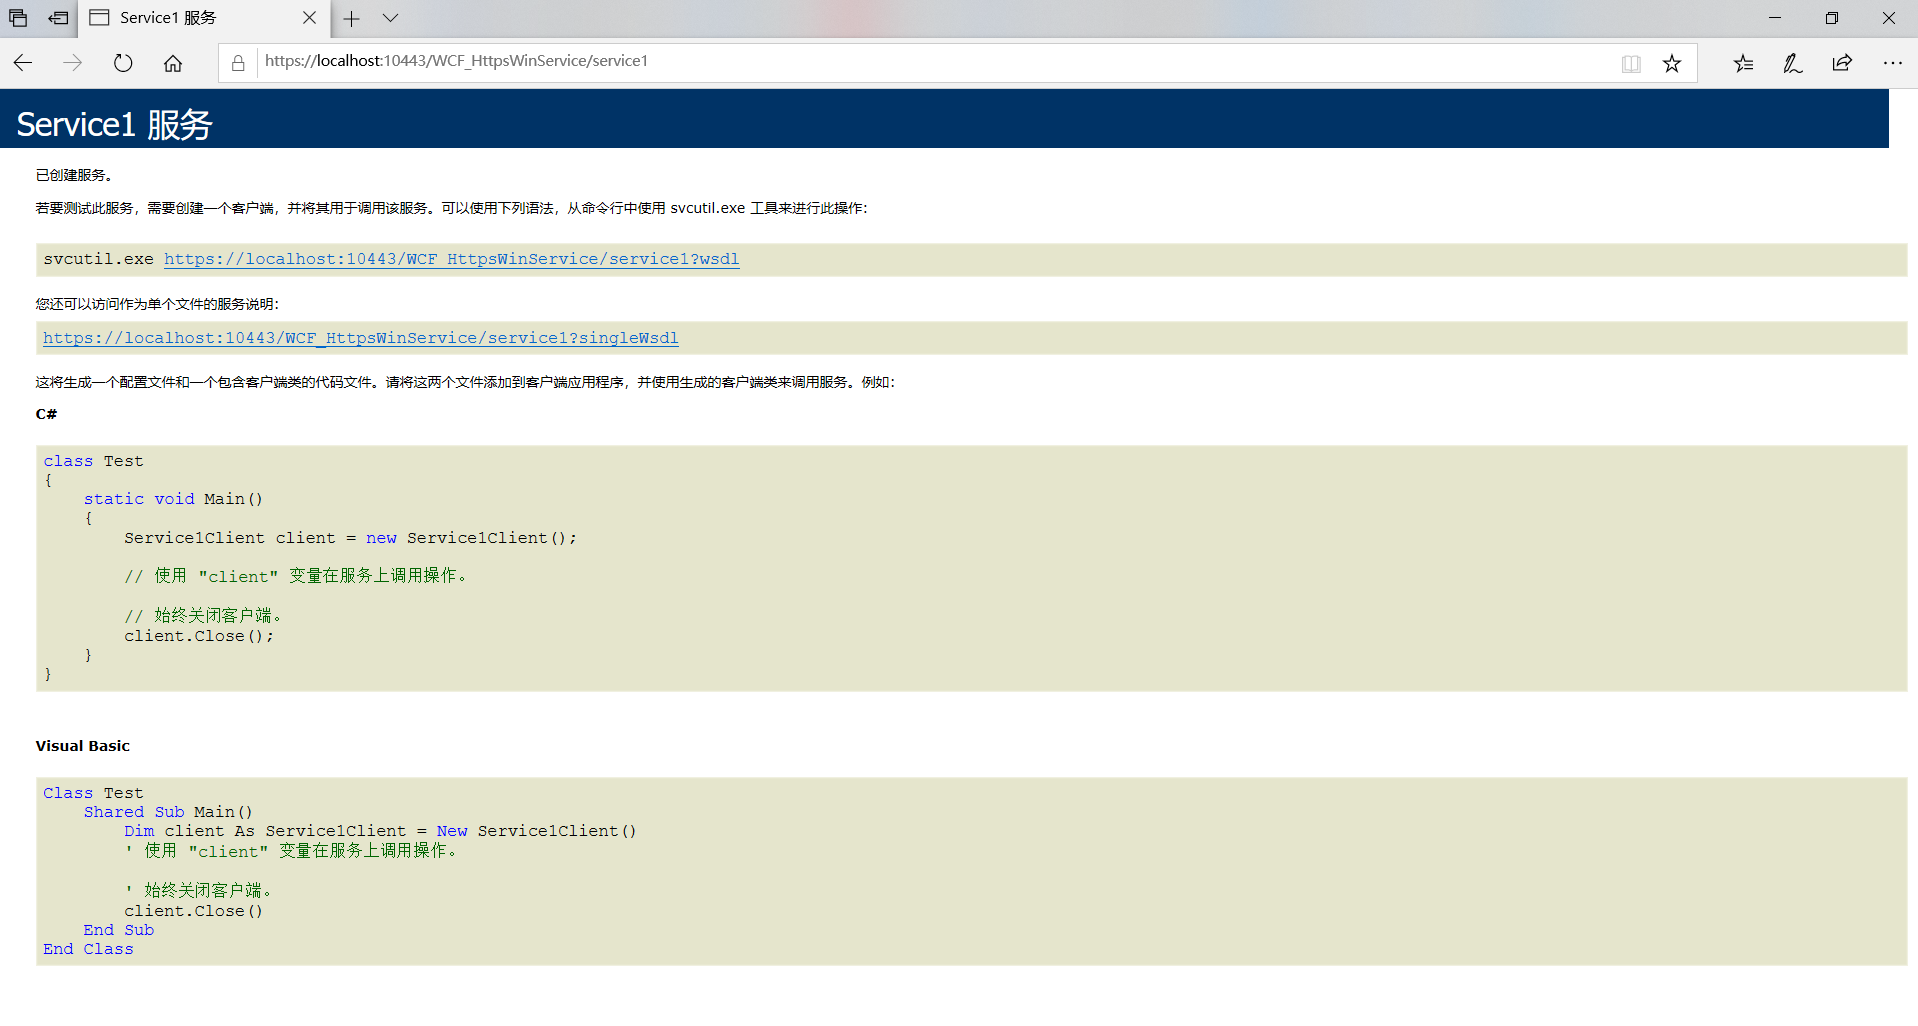 Service1 服务
https://localhost:10443/WCF_HttpsWinService/service1
Service1 服务
已创建服务。
若要测试此服务，需要创建一个客户端，并将其用于调用该服务。可以使用下列语法，从命令行中使用 svcutil.exe 工具来进行此操作:
svcutil.exe https://localhost:10443/WCF_HttpsWinService/service1?wsdl
您还可以访问作为单个文件的服务说明:
https://localhost:10443/WCF_HttpsWinService/service1?singleWsdl
这将生成一个配置文件和一个包含客户端类的代码文件。请将这两个文件添加到客户端应用程序，并使用生成的客户端类来调用服务。例如:
C#
class Test
{
    static void Main()
    {
        Service1Client client = new Service1Client();
        // 使用 "client" 变量在服务上调用操作。
        // 始终关闭客户端。
        client.Close();
    }
}
Visual Basic
Class Test
    Shared Sub Main()
        Dim client As Service1Client = New Service1Client()
        ' 使用 "client" 变量在服务上调用操作。
        ' 始终关闭客户端。
        client.Close()
    End Sub
End Class